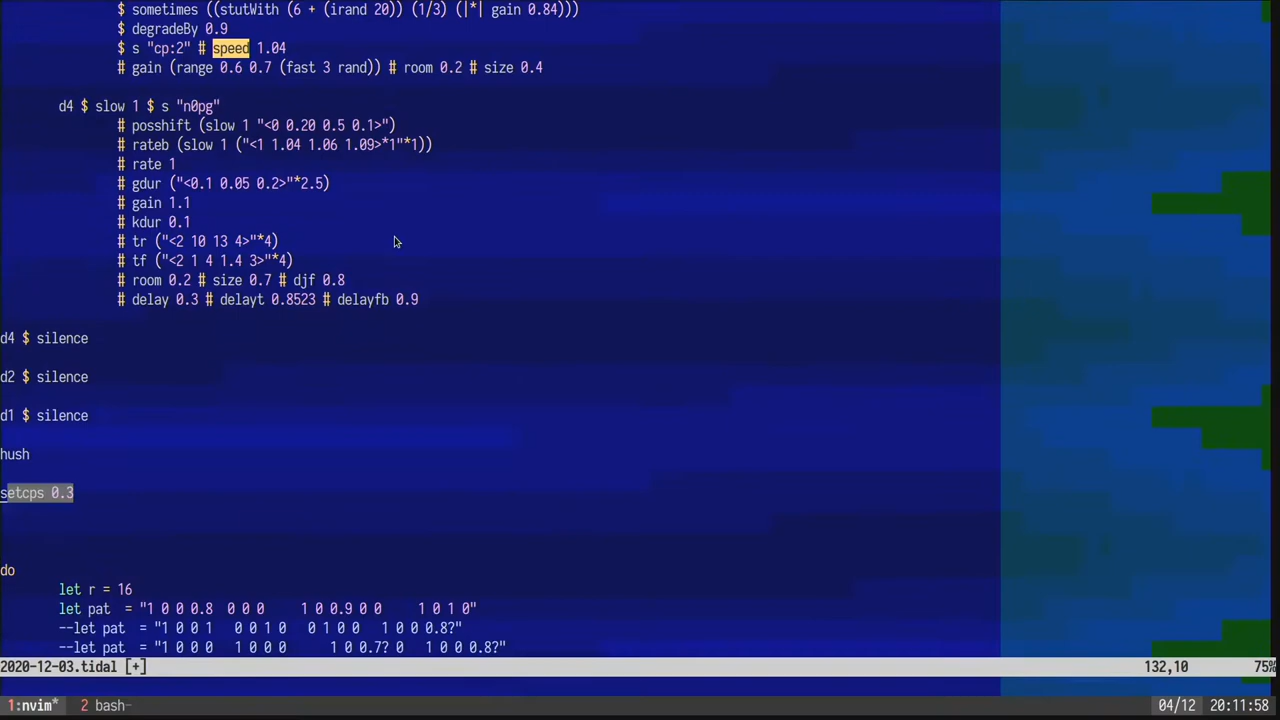 $ sometimes ((stutWith (6 + (irand 20)) (1/3) (|*| gain 0.84)))
$ degradeBy 0.9
$ s "cp:2" # speed 1.04
# gain (range 0.6 0.7 (fast 3 rand)) # room 0.2 # size 0.4
d4 $ slow 1 $ s "n0pg"
# posshift (slow 1 "<0 0.20 0.5 0.1>")
# rateb (slow 1 ("<1 1.04 1.06 1.09>*1"*1))
# rate 1
# gdur ("<0.1 0.05 0.2>"*2.5)
# gain 1.1
# kdur 0.1
# tr ("<2 10 13 4>"*4)
# tf ("<2 1 4 1.4 3>"*4)
# room 0.2 # size 0.7 # djf 0.8
# delay 0.3 # delayt 0.8523 # delayfb 0.9
d4 $ silence
d2 $ silence
d1 $ silence
hush
setcps 0.3
do
let r = 16
let pat  = "1 0 0 0.8  0 0 0     1 0 0.9 0 0     1 0 1 0"
--let pat  = "1 0 0 1   0 0 1 0   0 1 0 0   1 0 0 0.8?"
--let pat  = "1 0 0 0   1 0 0 0     1 0 0.7? 0   1 0 0 0.8?"
2020-12-03.tidal [+] 132,10 75%
1:nvim* 2 bash- 04/12 20:11:58